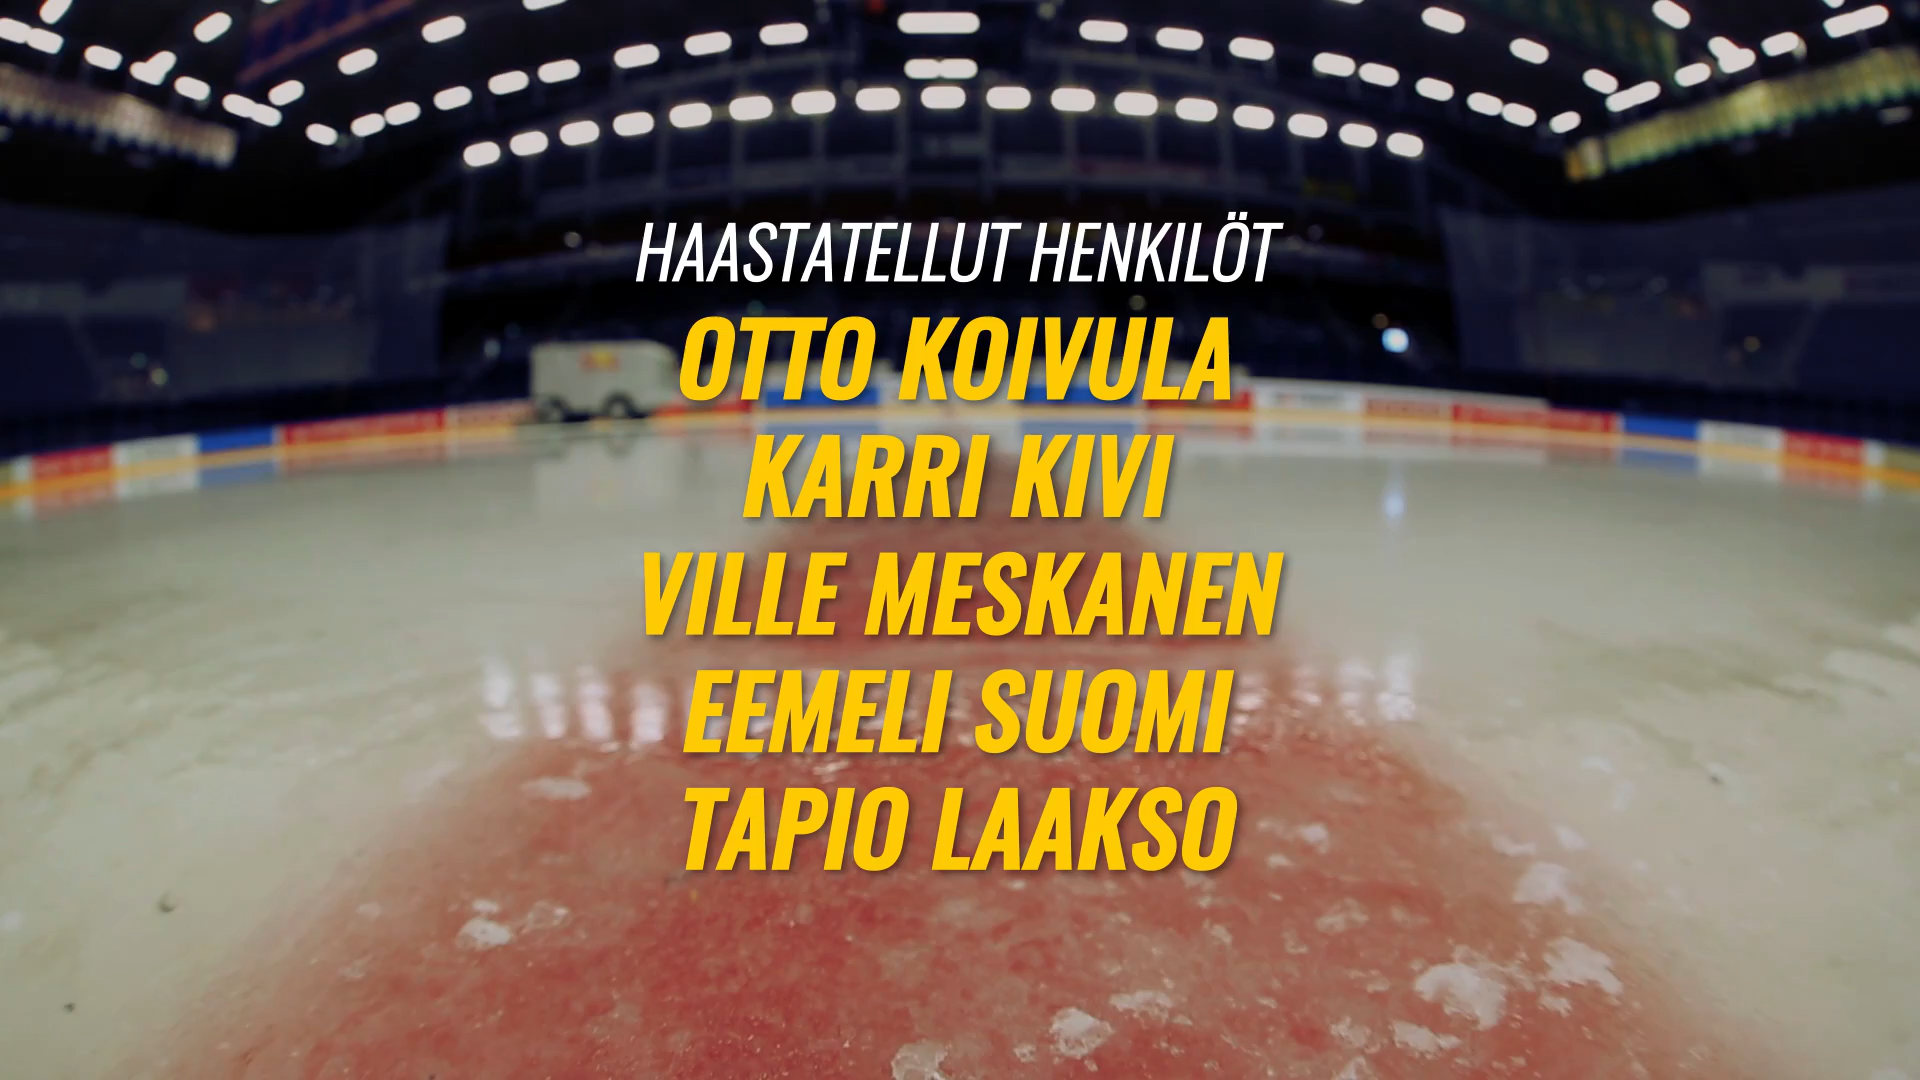 HAASTATELLUT HENKILÖT
OTTO KOIVULA
KARRI KIVI
VILLE MESKANEN
EEMELI SUOMI
TAPIO LAAKSO